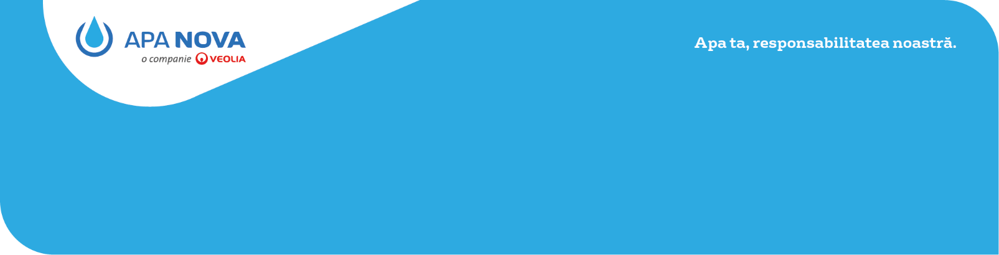 APA NOVA
o companie VEOLIA
Apa ta, responsabilitatea noastră.